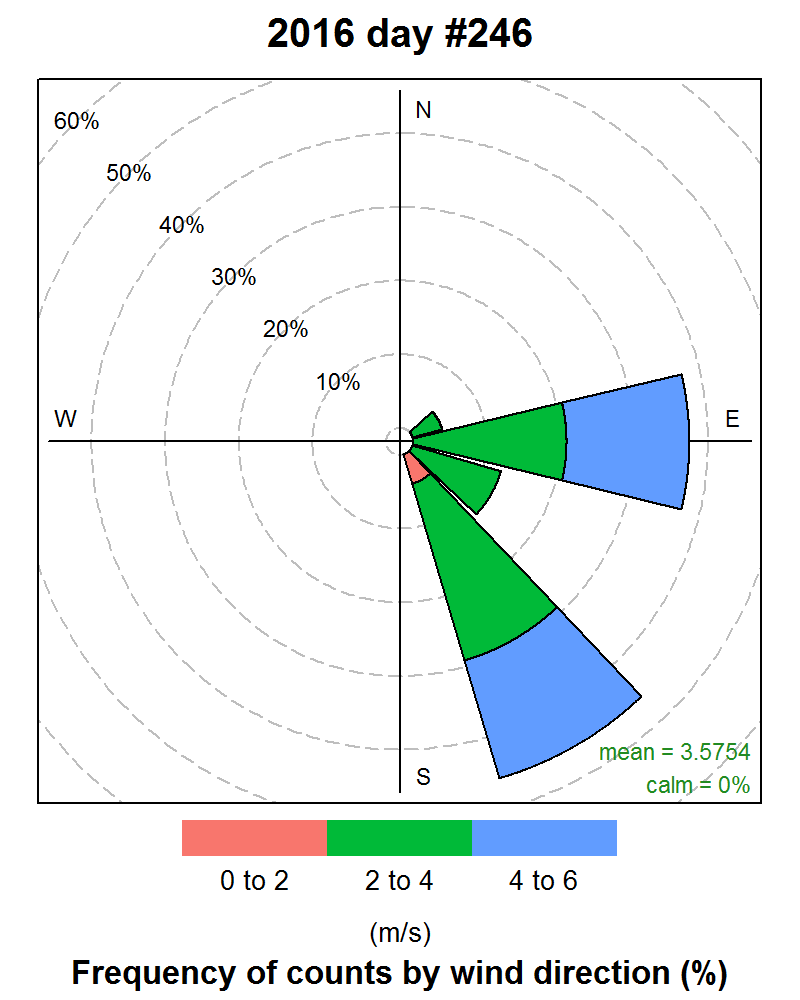 2016 day #246
N
60%
50%
40%
30%
20%
10%
W
E
S
mean = 3.5754
calm = 0%
0 to 2 2 to 4 4 to 6
(m/s)
Frequency of counts by wind direction (%)